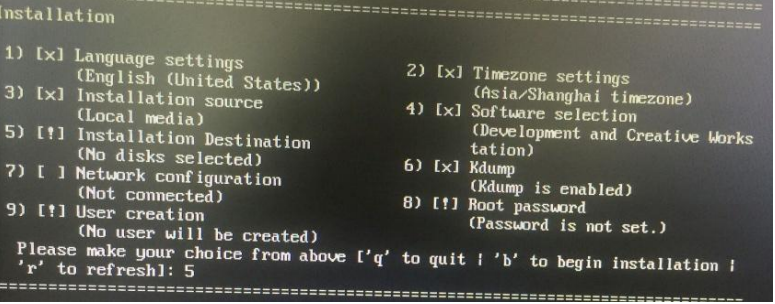 Installation
1) [x] Language settings
(English (United States))
2) [x] Timezone settings
(Asia/Shanghai timezone)
3) [x] Installation source
(Local media)
4) [x] Software selection
(Development and Creative Works
tation)
5) [!] Installation Destination
(No disks selected)
6) [x] Kdump
(Kdump is enabled)
7) [ ] Network configuration
(Not connected)
8) [!] Root password
(Password is not set.)
9) [!] User creation
(No user will be created)
Please make your choice from above ['q' to quit | 'b' to begin installation |
'r' to refresh]: 5